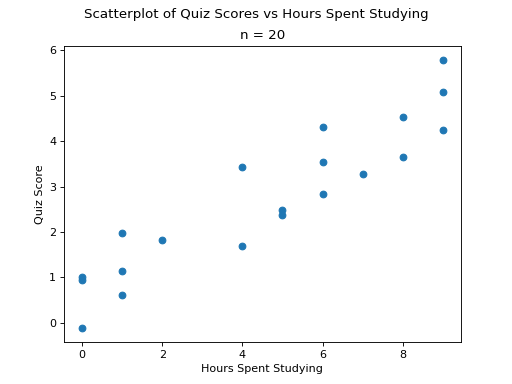 Scatterplot of Quiz Scores vs Hours Spent Studying
n = 20
6
5
4
3
2
1
0
Quiz Score
0 2 4 6 8
Hours Spent Studying